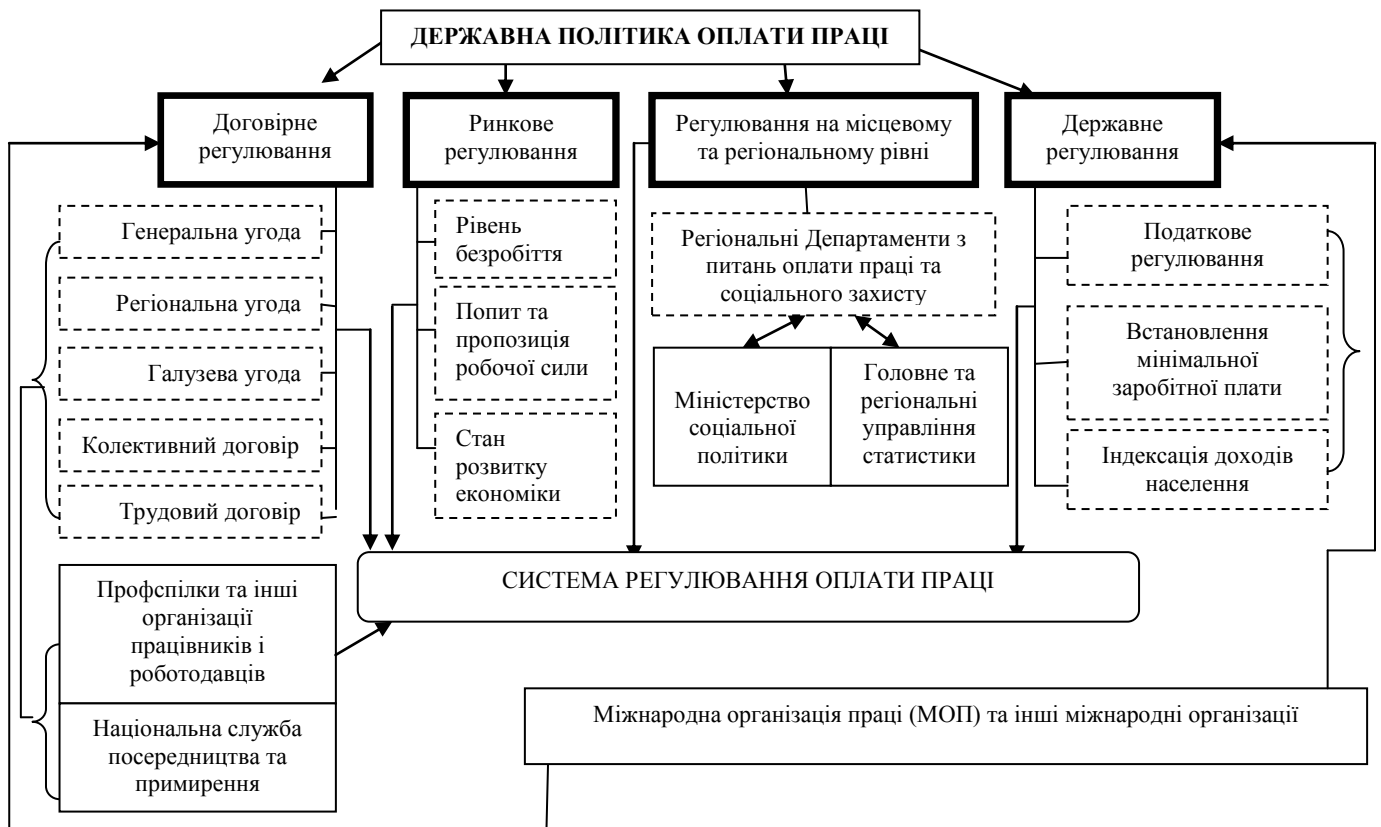 ДЕРЖАВНА ПОЛІТИКА ОПЛАТИ ПРАЦІ
Договірне
регулювання
Ринкове
регулювання
Регулювання на місцевому
та регіональному рівні
Державне
регулювання
Генеральна угода
Регіональна угода
Галузева угода
Колективний договір
Трудовий договір
Рівень
безробіття
Попит та
пропозиція
робочої сили
Стан
розвитку
економіки
Регіональні Департаменти з
питань оплати праці та
соціального захисту
Міністерство
соціальної
політики
Головне та
регіональні
управління
статистики
Податкове
регулювання
Встановлення
мінімальної
заробітної плати
Індексація доходів
населення
СИСТЕМА РЕГУЛЮВАННЯ ОПЛАТИ ПРАЦІ
Профспілки та інші
організації
працівників і
роботодавців
Національна служба
посередництва та
примирення
Міжнародна організація праці (МОП) та інші міжнародні організації